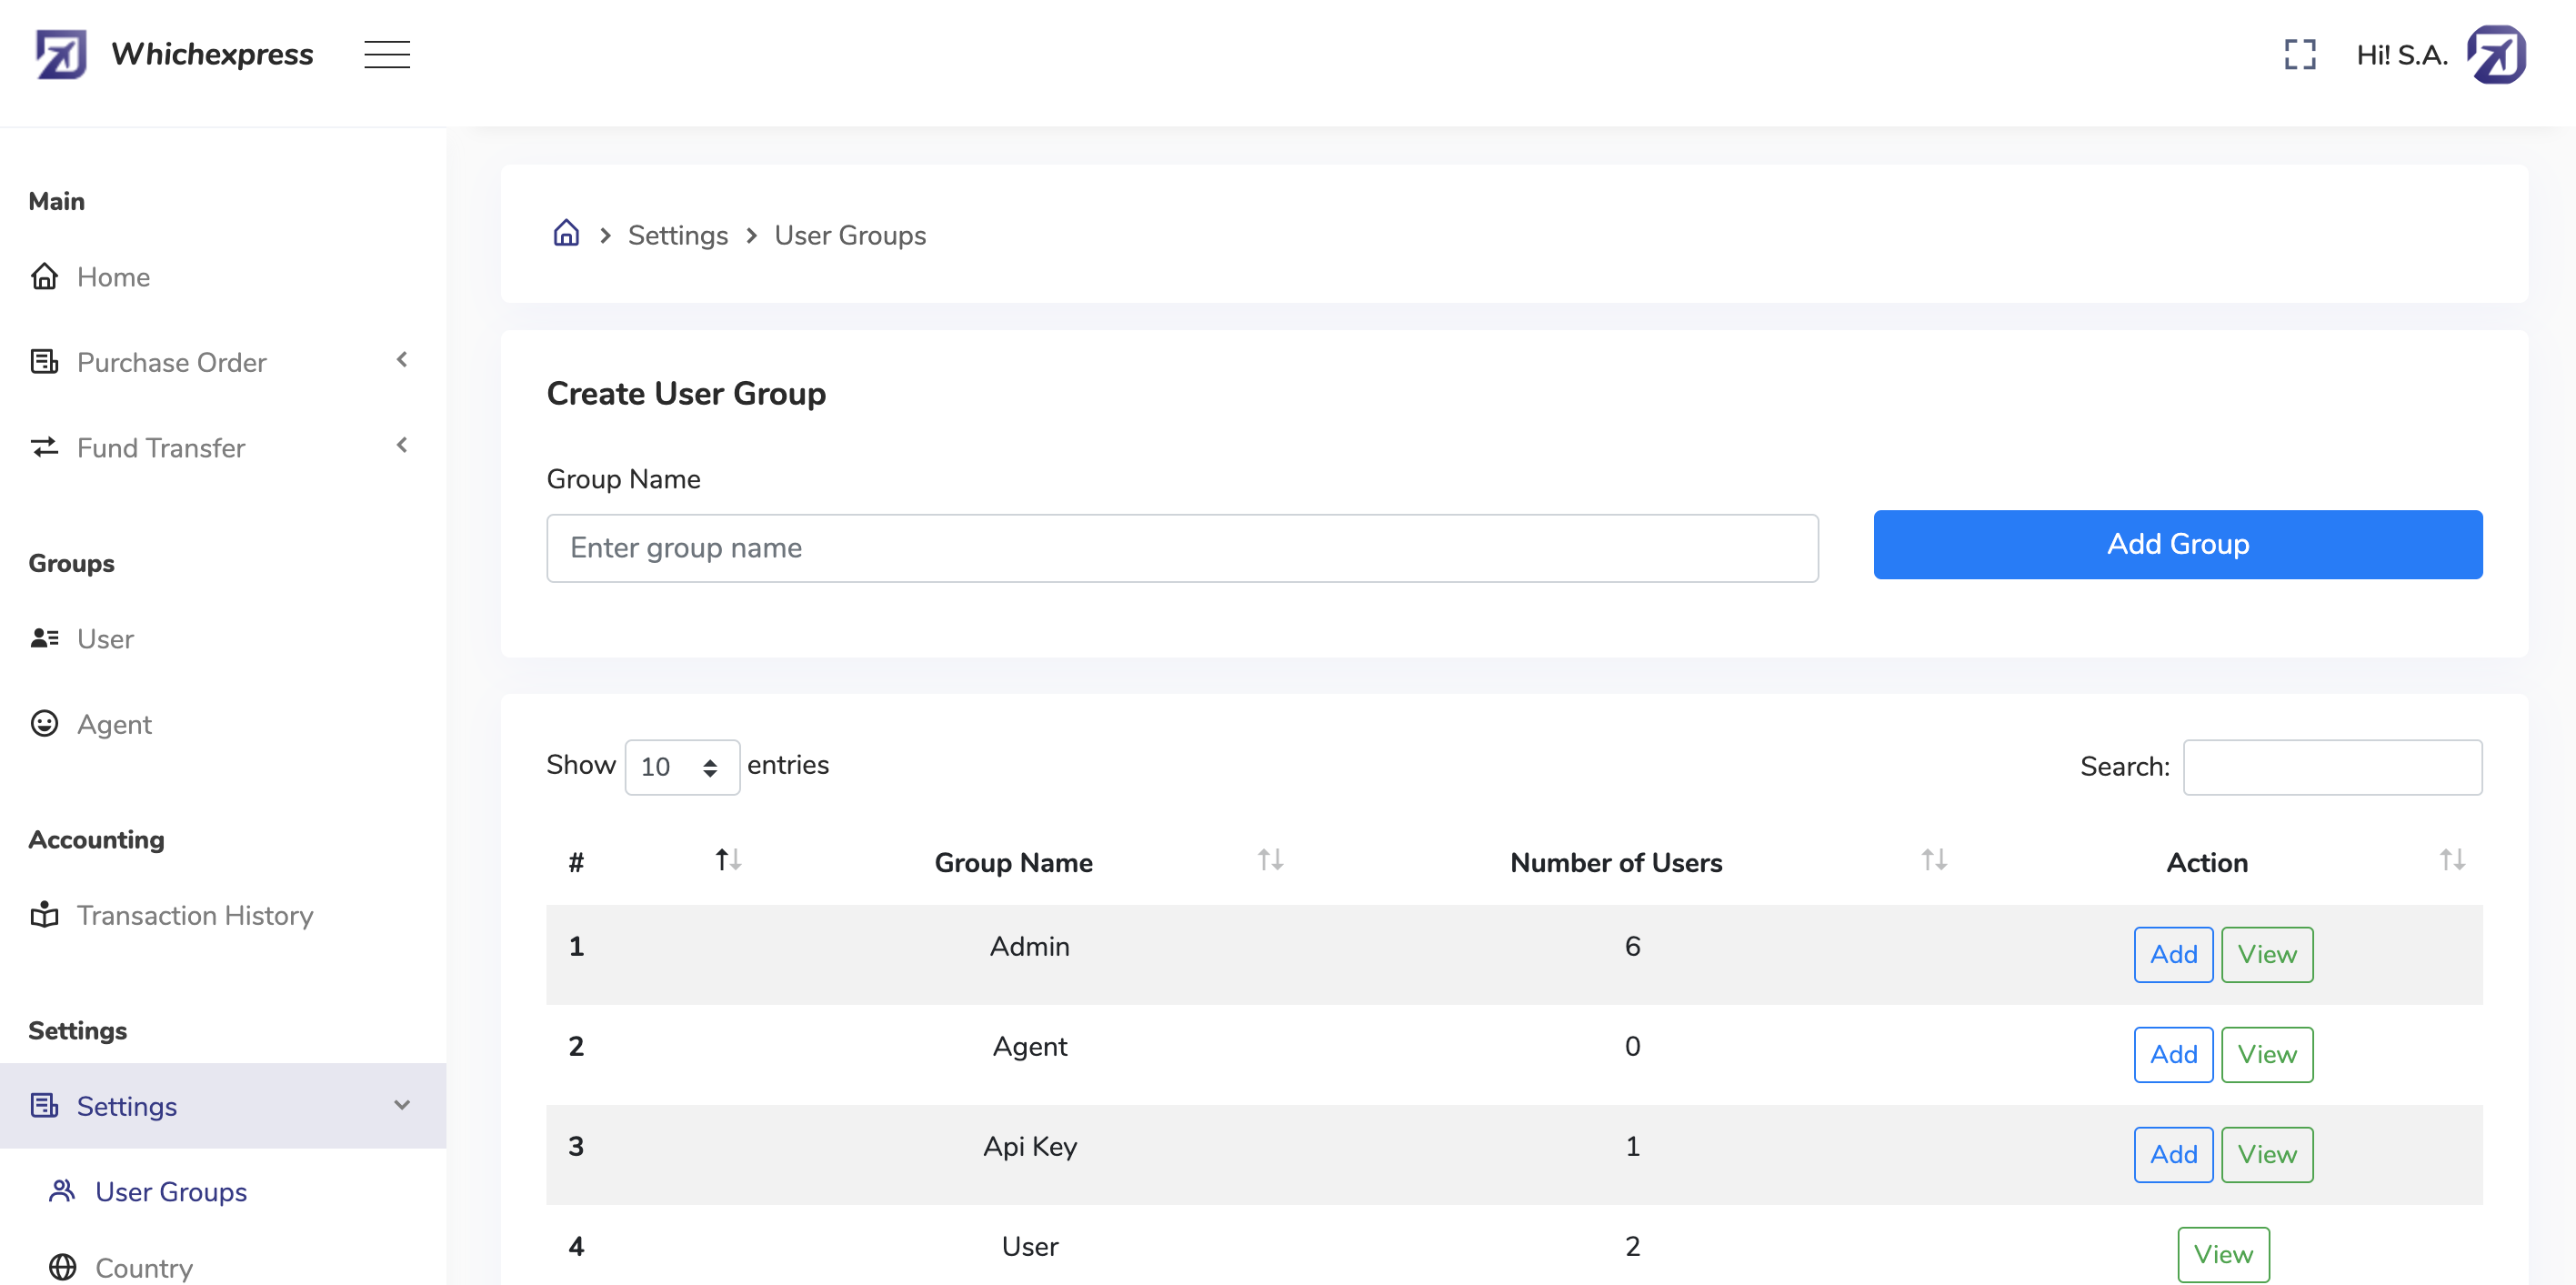 Whichexpress
Hi! S.A.
Main
Home
Purchase Order
Fund Transfer
Groups
User
Agent
Accounting
Transaction History
Settings
Settings
User Groups
Country
Settings User Groups
Create User Group
Group Name
Enter group name
Add Group
Show 10 entries
Search:
# Group Name Number of Users Action
1 Admin 6 Add View
2 Agent 0 Add View
3 Api Key 1 Add View
4 User 2 View